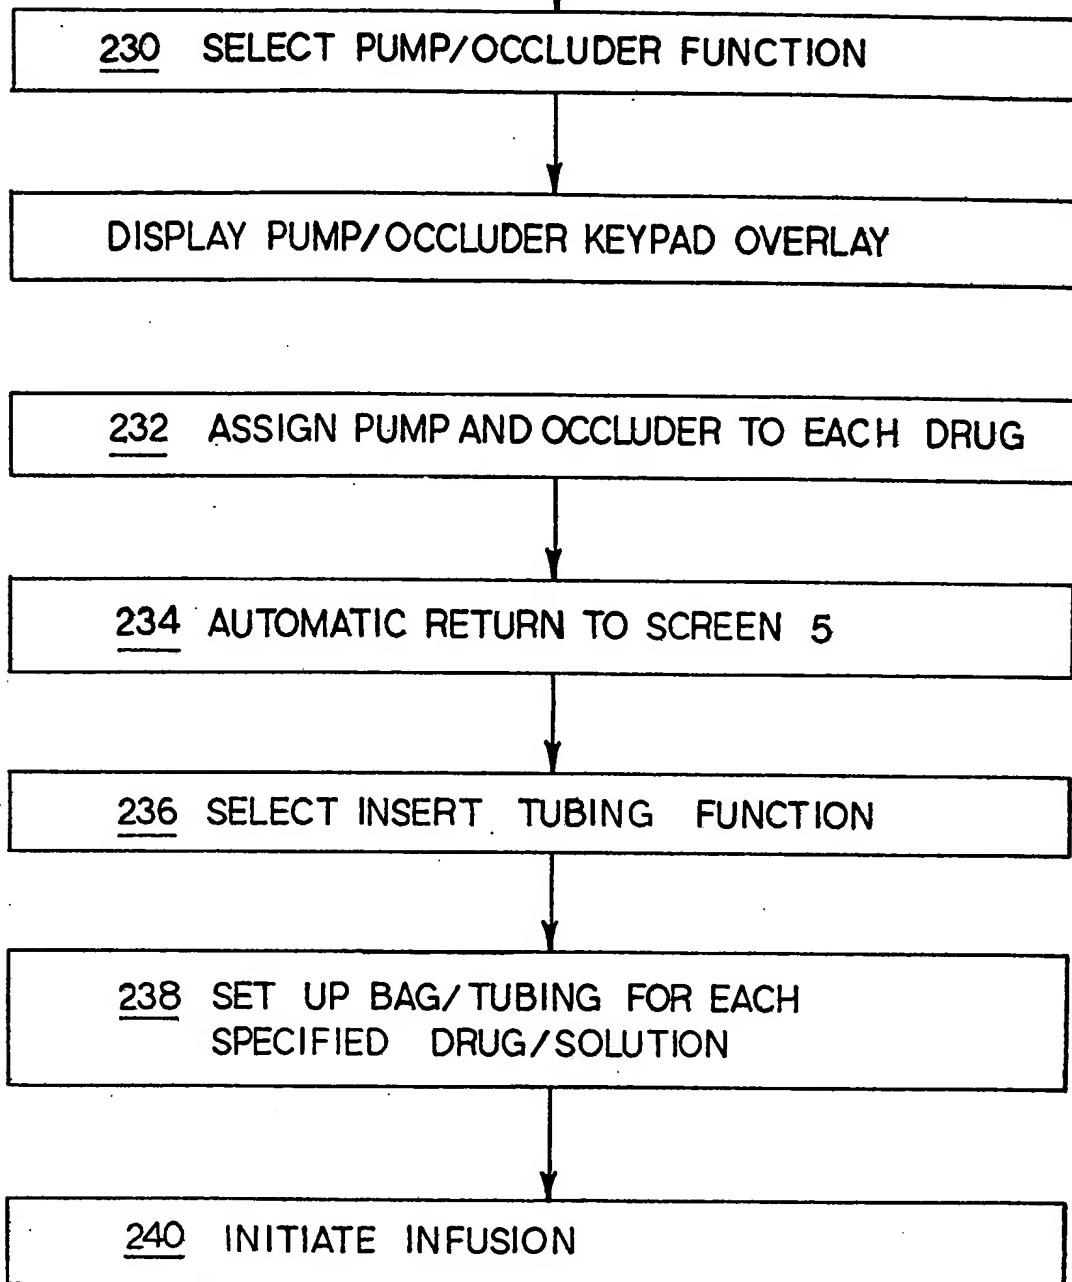 230 SELECT PUMP/OCCLUDER FUNCTION
DISPLAY PUMP/OCCLUDER KEYPAD OVERLAY
232 ASSIGN PUMP AND OCCLUDER TO EACH DRUG
234 AUTOMATIC RETURN TO SCREEN 5
236 SELECT INSERT TUBING FUNCTION
238 SET UP BAG/TUBING FOR EACH
SPECIFIED DRUG/SOLUTION
240 INITIATE INFUSION